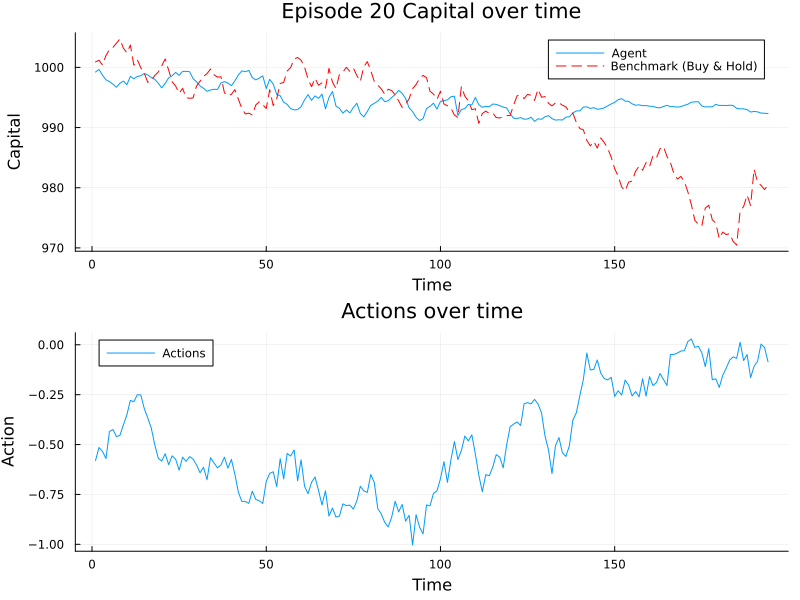 Episode 20 Capital over time
Agent
Benchmark (Buy & Hold)
1000
990
980
970
Capital
0 50 100 150
Time
Actions over time
Actions
0.00
−0.25
−0.50
−0.75
−1.00
Action
0 50 100 150
Time